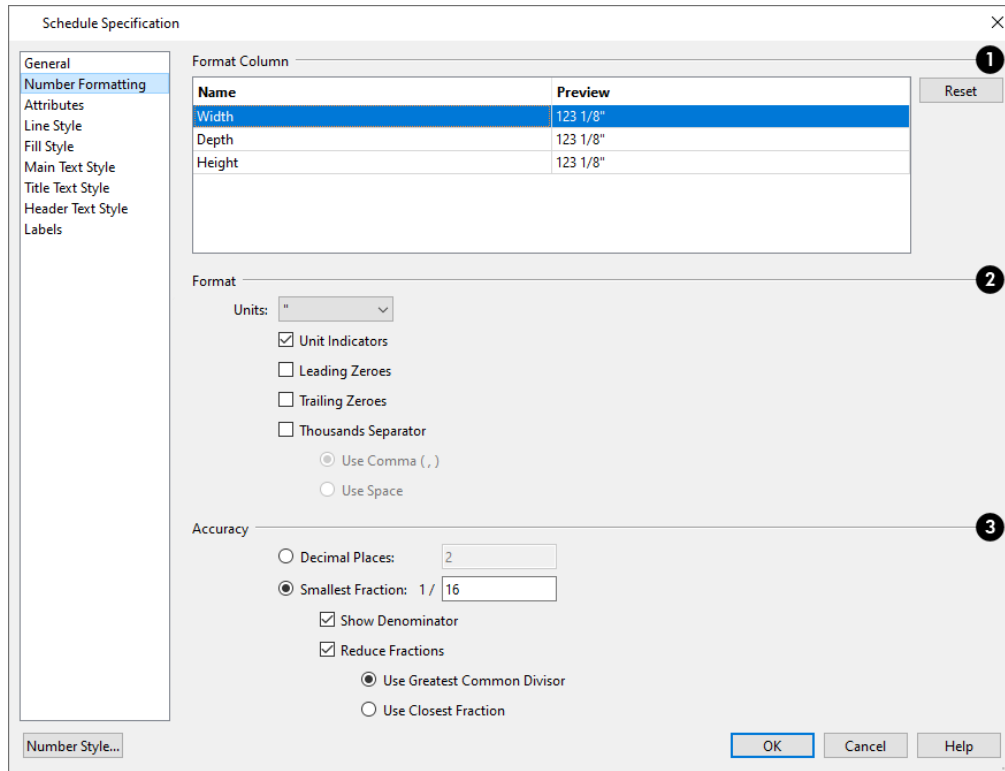 Schedule Specification
General
Number Formatting
Attributes
Line Style
Fill Style
Main Text Style
Title Text Style
Header Text Style
Labels
Format Column 1
Name Preview Reset
Width 123 1/8"
Depth 123 1/8"
Height 123 1/8"
Format 2
Units: "
Unit Indicators
Leading Zeroes
Trailing Zeroes
Thousands Separator
Use Comma ( , )
Use Space
Accuracy 3
Decimal Places: 2
Smallest Fraction: 1 / 16
Show Denominator
Reduce Fractions
Use Greatest Common Divisor
Use Closest Fraction
Number Style... OK Cancel Help